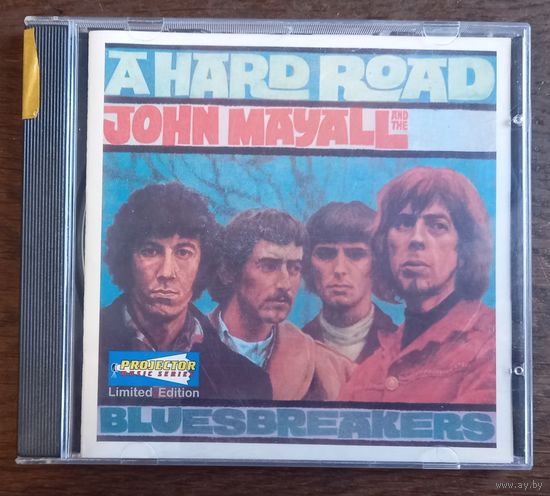 A HARD ROAD
JOHN MAYALL AND THE
PROJECTOR
MUSIC SERIES
Limited Edition
BLUESBREAKERS
www.ay.by